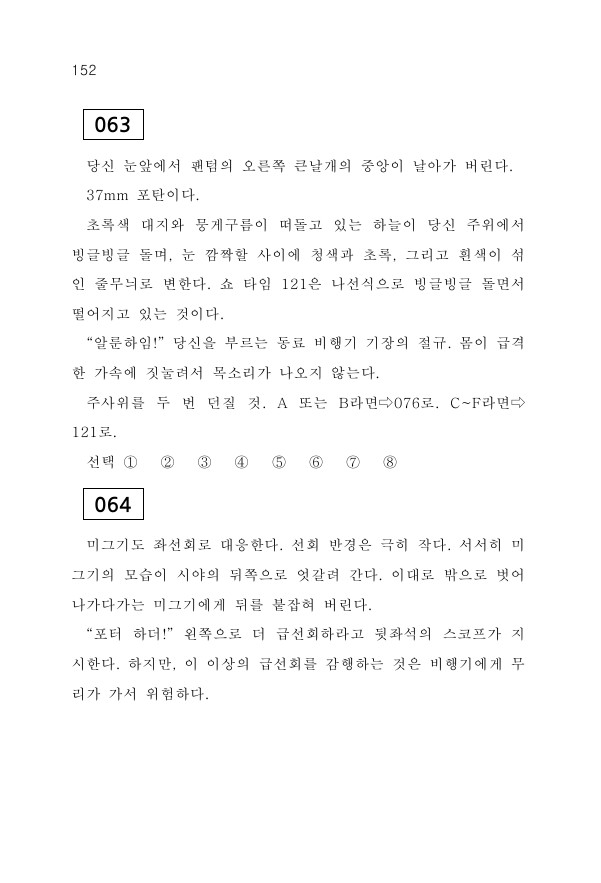 152
063
당신 눈앞에서 팬텀의 오른쪽 큰날개의 중앙이 날아가 버린다.
37mm 포탄이다.
초록색 대지와 뭉게구름이 떠돌고 있는 하늘이 당신 주위에서
빙글빙글 돌며, 눈 깜짝할 사이에 청색과 초록, 그리고 흰색이 섞
인 줄무늬로 변한다. 쇼 타임 121은 나선식으로 빙글빙글 돌면서
떨어지고 있는 것이다.
“알룬하임!” 당신을 부르는 동료 비행기 기장의 절규. 몸이 급격
한 가속에 짓눌려서 목소리가 나오지 않는다.
주사위를 두 번 던질 것. A 또는 B라면⇨076로. C~F라면⇨
121로.
선택 ① ② ③ ④ ⑤ ⑥ ⑦ ⑧
064
미그기도 좌선회로 대응한다. 선회 반경은 극히 작다. 서서히 미
그기의 모습이 시야의 뒤쪽으로 엇갈려 간다. 이대로 밖으로 벗어
나가다가는 미그기에게 뒤를 붙잡혀 버린다.
“포터 하더!” 왼쪽으로 더 급선회하라고 뒷좌석의 스코프가 지
시한다. 하지만, 이 이상의 급선회를 감행하는 것은 비행기에게 무
리가 가서 위험하다.